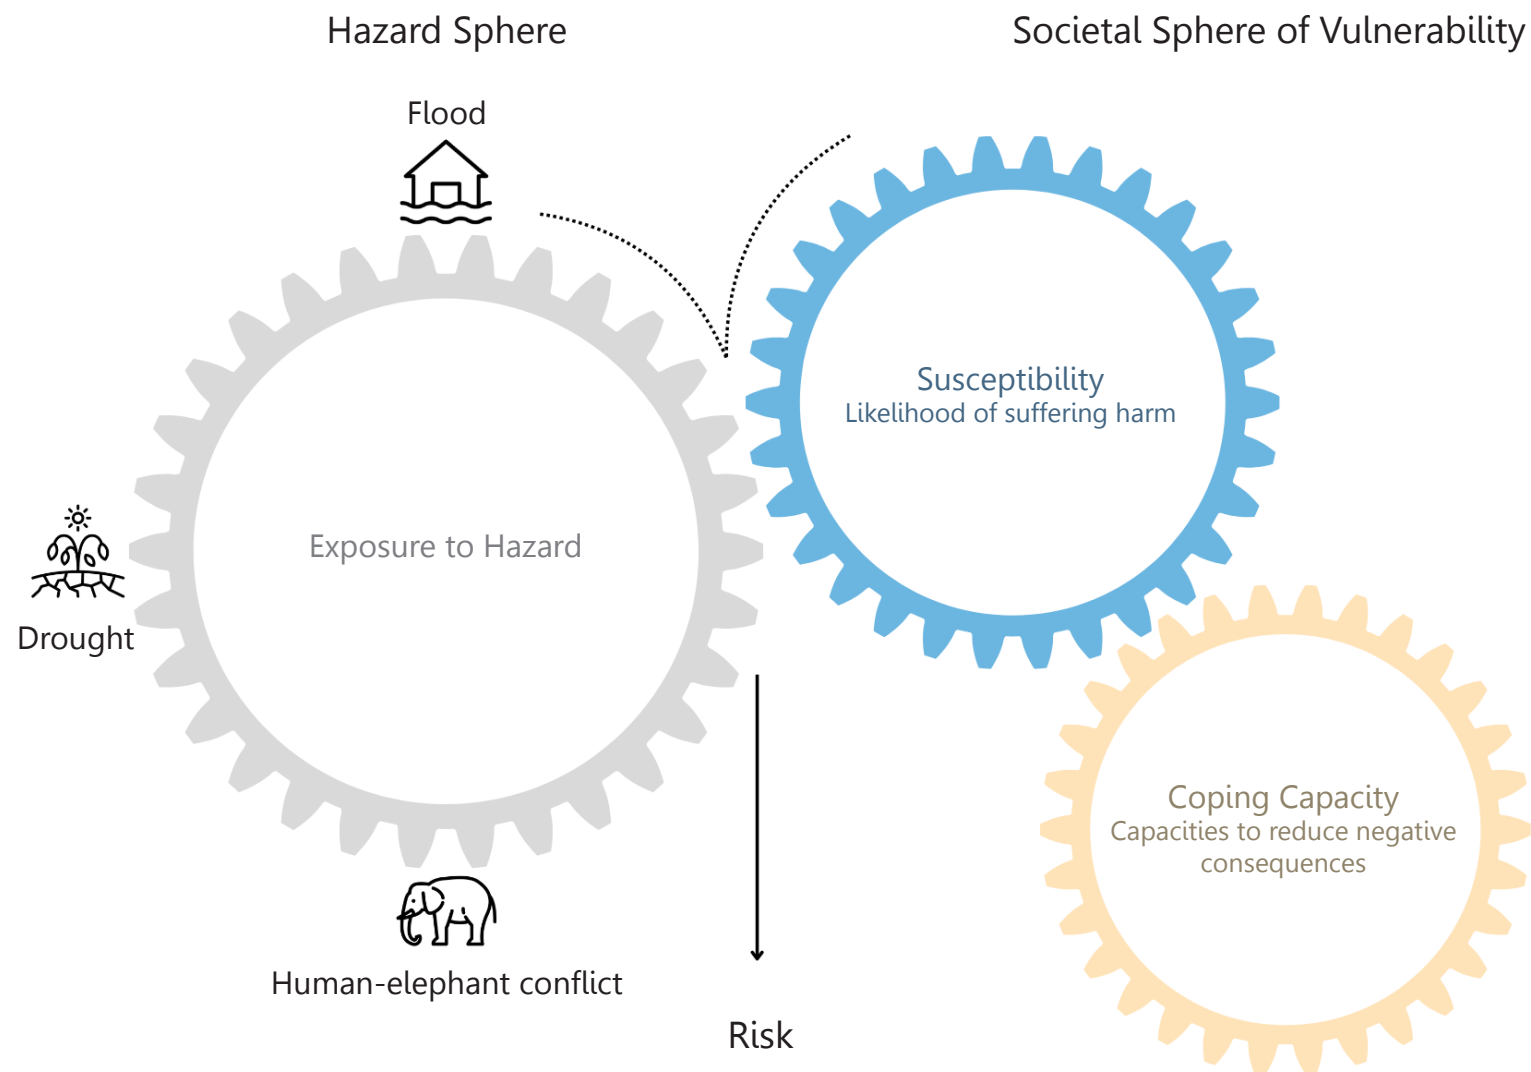 Hazard Sphere
Societal Sphere of Vulnerability
Flood
Susceptibility
Likelihood of suffering harm
Exposure to Hazard
Drought
Coping Capacity
Capacities to reduce negative
consequences
Human-elephant conflict
Risk